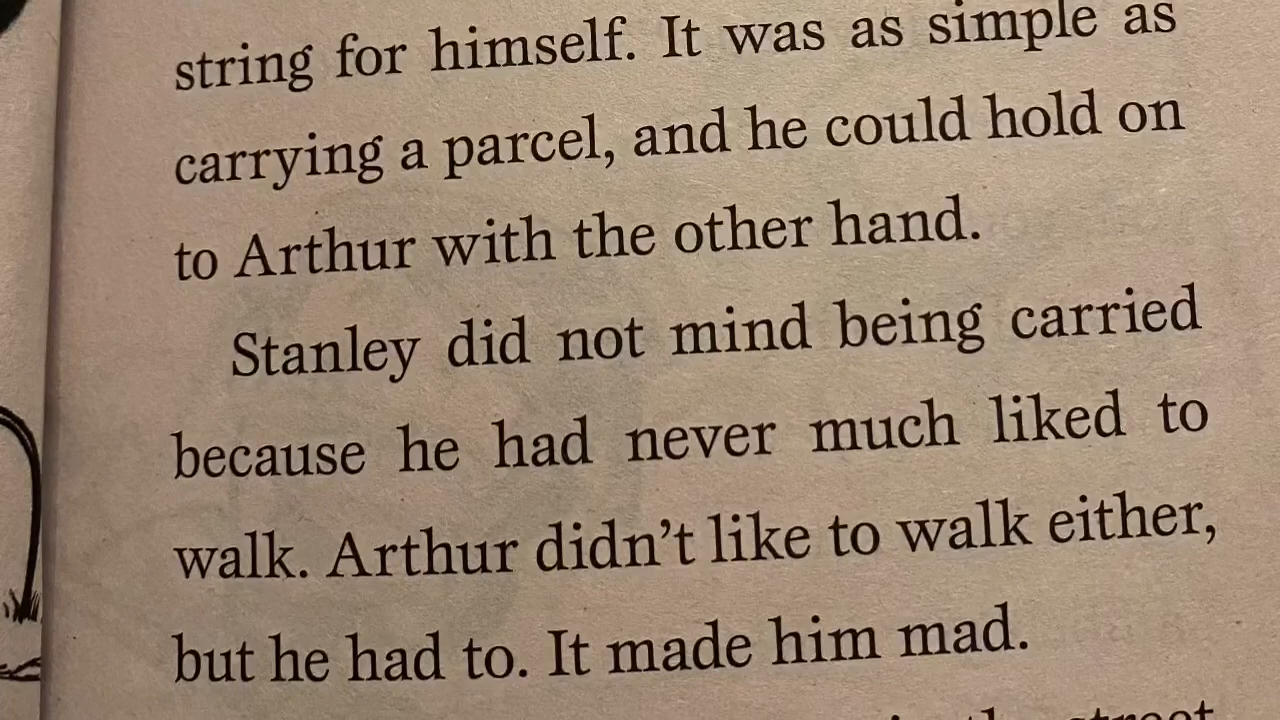 string for himself. It was as simple as
carrying a parcel, and he could hold on
to Arthur with the other hand.
Stanley did not mind being carried
because he had never much liked to
walk. Arthur didn’t like to walk either,
but he had to. It made him mad.
street